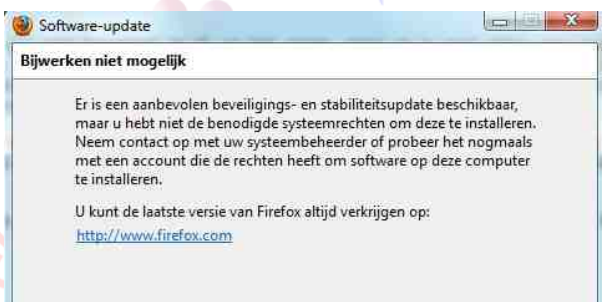 Software-update
Bijwerken niet mogelijk
Er is een aanbevolen beveiligings- en stabiliteitsupdate beschikbaar,
maar u hebt niet de benodigde systeemrechten om deze te installeren.
Neem contact op met uw systeembeheerder of probeer het nogmaals
met een account die de rechten heeft om software op deze computer
te installeren.
U kunt de laatste versie van Firefox altijd verkrijgen op:
http://www.firefox.com